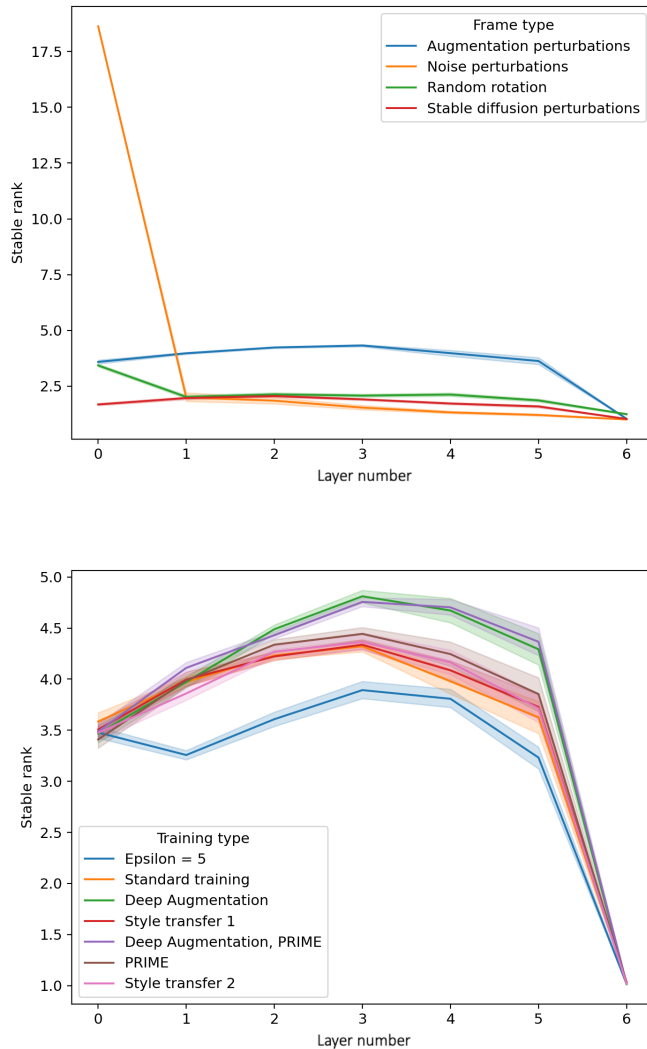 Frame type
Augmentation perturbations
Noise perturbations
Random rotation
Stable diffusion perturbations
Stable rank
17.5
15.0
12.5
10.0
7.5
5.0
2.5
0 1 2 3 4 5 6
Layer number
5.0
4.5
4.0
3.5
3.0
2.5
2.0
1.5
1.0
Stable rank
Training type
Epsilon = 5
Standard training
Deep Augmentation
Style transfer 1
Deep Augmentation, PRIME
PRIME
Style transfer 2
0 1 2 3 4 5 6
Layer number